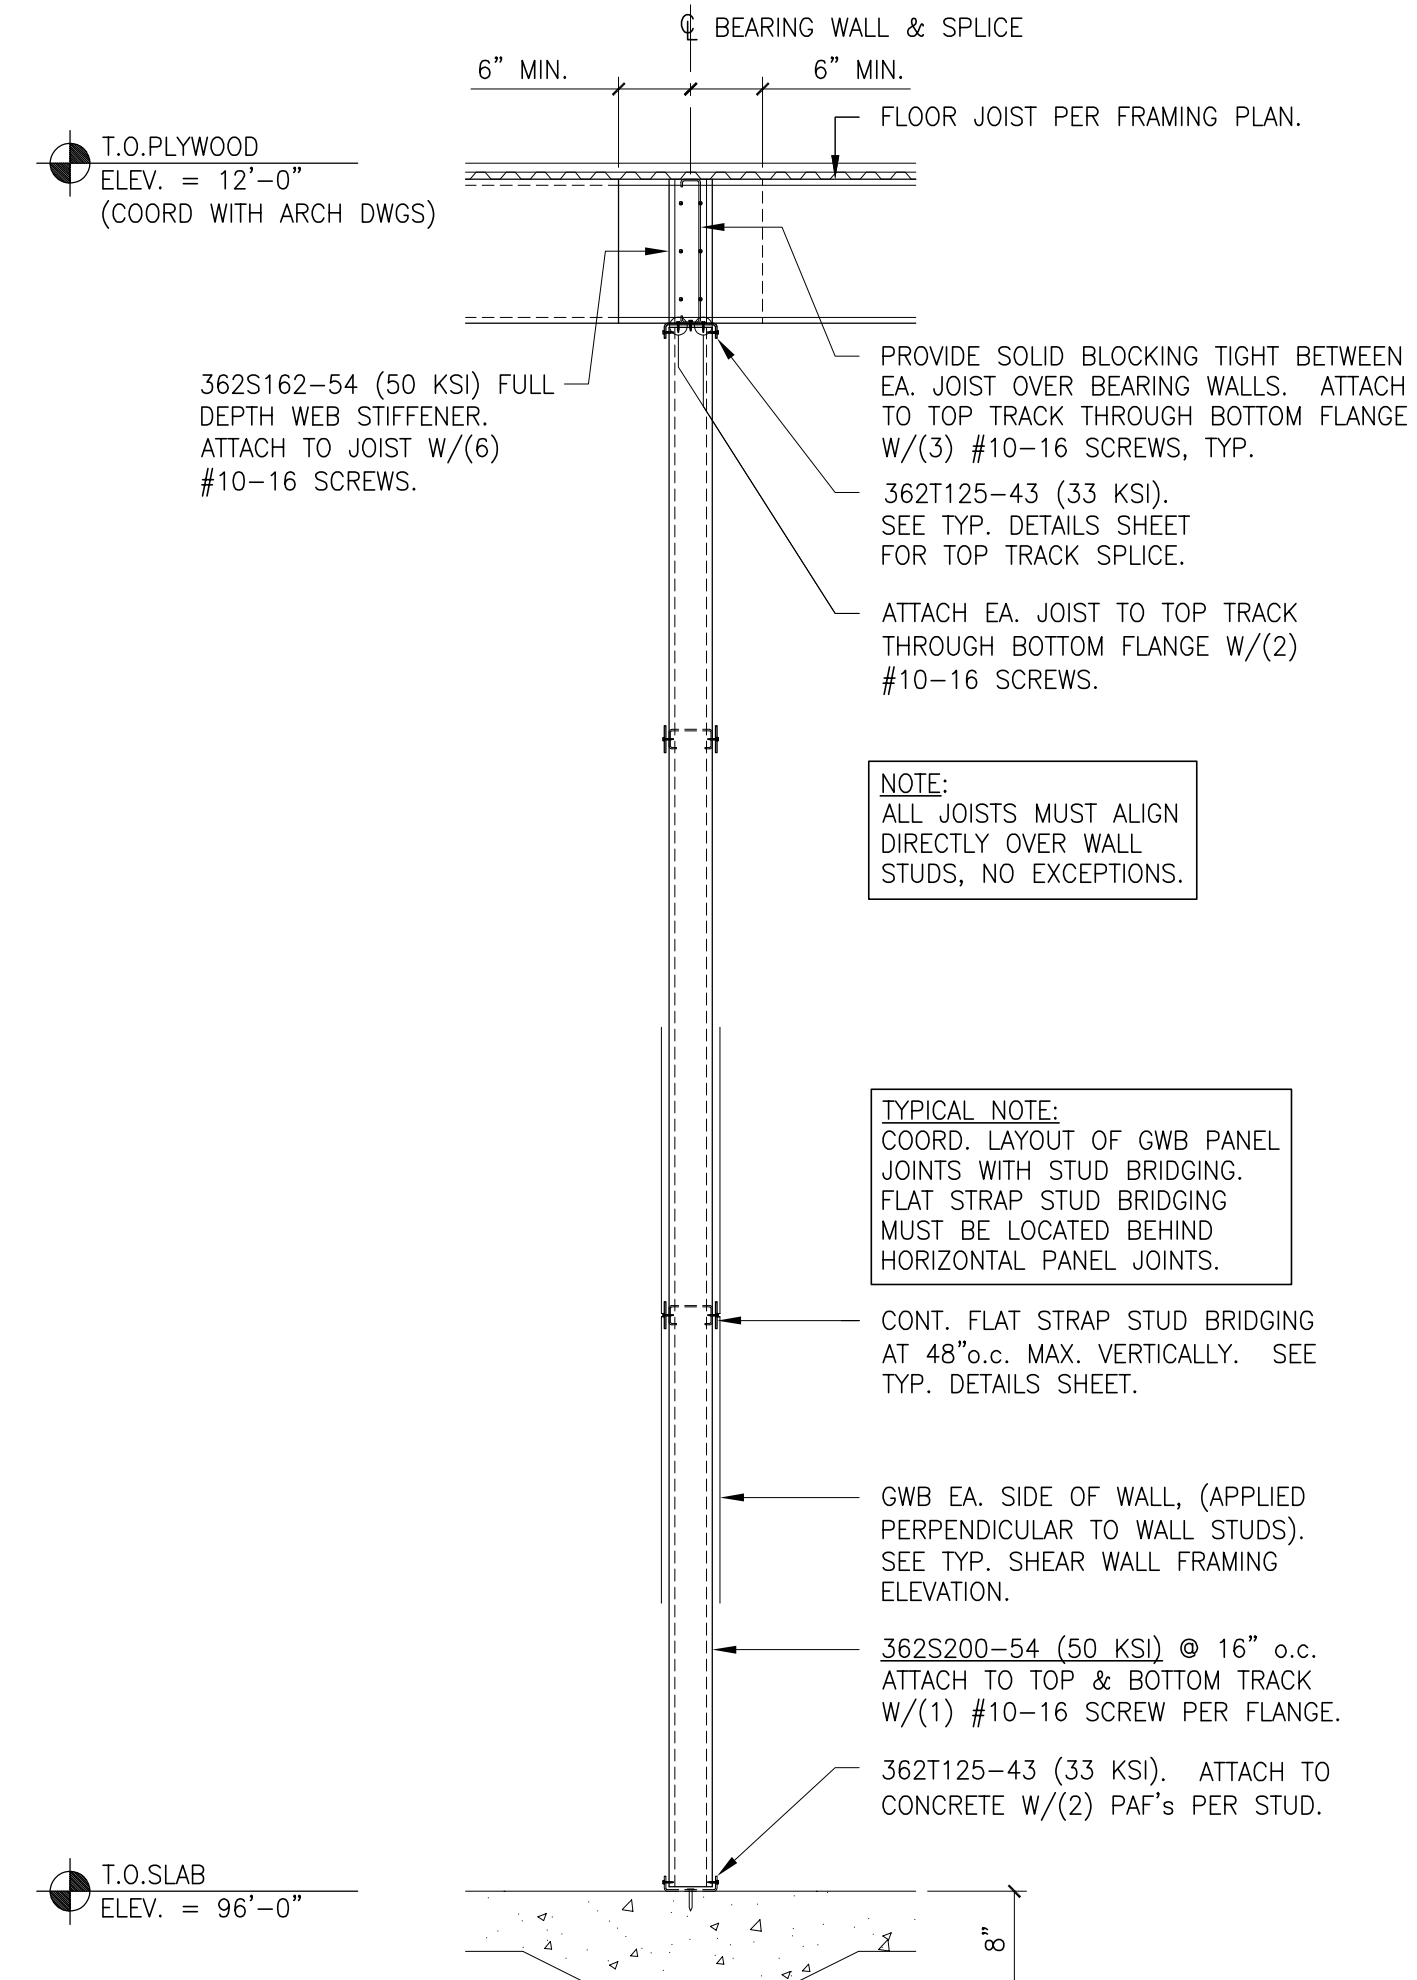 ℄ BEARING WALL & SPLICE
6" MIN.
6" MIN.
FLOOR JOIST PER FRAMING PLAN.
T.O.PLYWOOD
ELEV. = 12'-0"
(COORD WITH ARCH DWGS)
362S162-54 (50 KSI) FULL
DEPTH WEB STIFFENER.
ATTACH TO JOIST W/(6)
#10-16 SCREWS.
PROVIDE SOLID BLOCKING TIGHT BETWEEN
EA. JOIST OVER BEARING WALLS. ATTACH
TO TOP TRACK THROUGH BOTTOM FLANGE
W/(3) #10-16 SCREWS, TYP.
362T125-43 (33 KSI).
SEE TYP. DETAILS SHEET
FOR TOP TRACK SPLICE.
ATTACH EA. JOIST TO TOP TRACK
THROUGH BOTTOM FLANGE W/(2)
#10-16 SCREWS.
NOTE:
ALL JOISTS MUST ALIGN
DIRECTLY OVER WALL
STUDS, NO EXCEPTIONS.
TYPICAL NOTE:
COORD. LAYOUT OF GWB PANEL
JOINTS WITH STUD BRIDGING.
FLAT STRAP STUD BRIDGING
MUST BE LOCATED BEHIND
HORIZONTAL PANEL JOINTS.
CONT. FLAT STRAP STUD BRIDGING
AT 48"o.c. MAX. VERTICALLY. SEE
TYP. DETAILS SHEET.
GWB EA. SIDE OF WALL, (APPLIED
PERPENDICULAR TO WALL STUDS).
SEE TYP. SHEAR WALL FRAMING
ELEVATION.
362S200-54 (50 KSI) @ 16" o.c.
ATTACH TO TOP & BOTTOM TRACK
W/(1) #10-16 SCREW PER FLANGE.
362T125-43 (33 KSI). ATTACH TO
CONCRETE W/(2) PAF's PER STUD.
T.O.SLAB
ELEV. = 96'-0"
8"